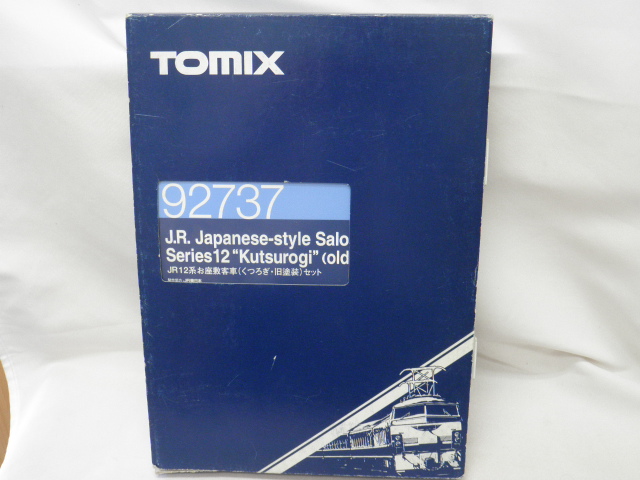 TOMIX
92737
J.R. Japanese-style Salo
Series12 "Kutsurogi" (old
JR12系お座敷客車(くつろぎ・旧塗装)セット